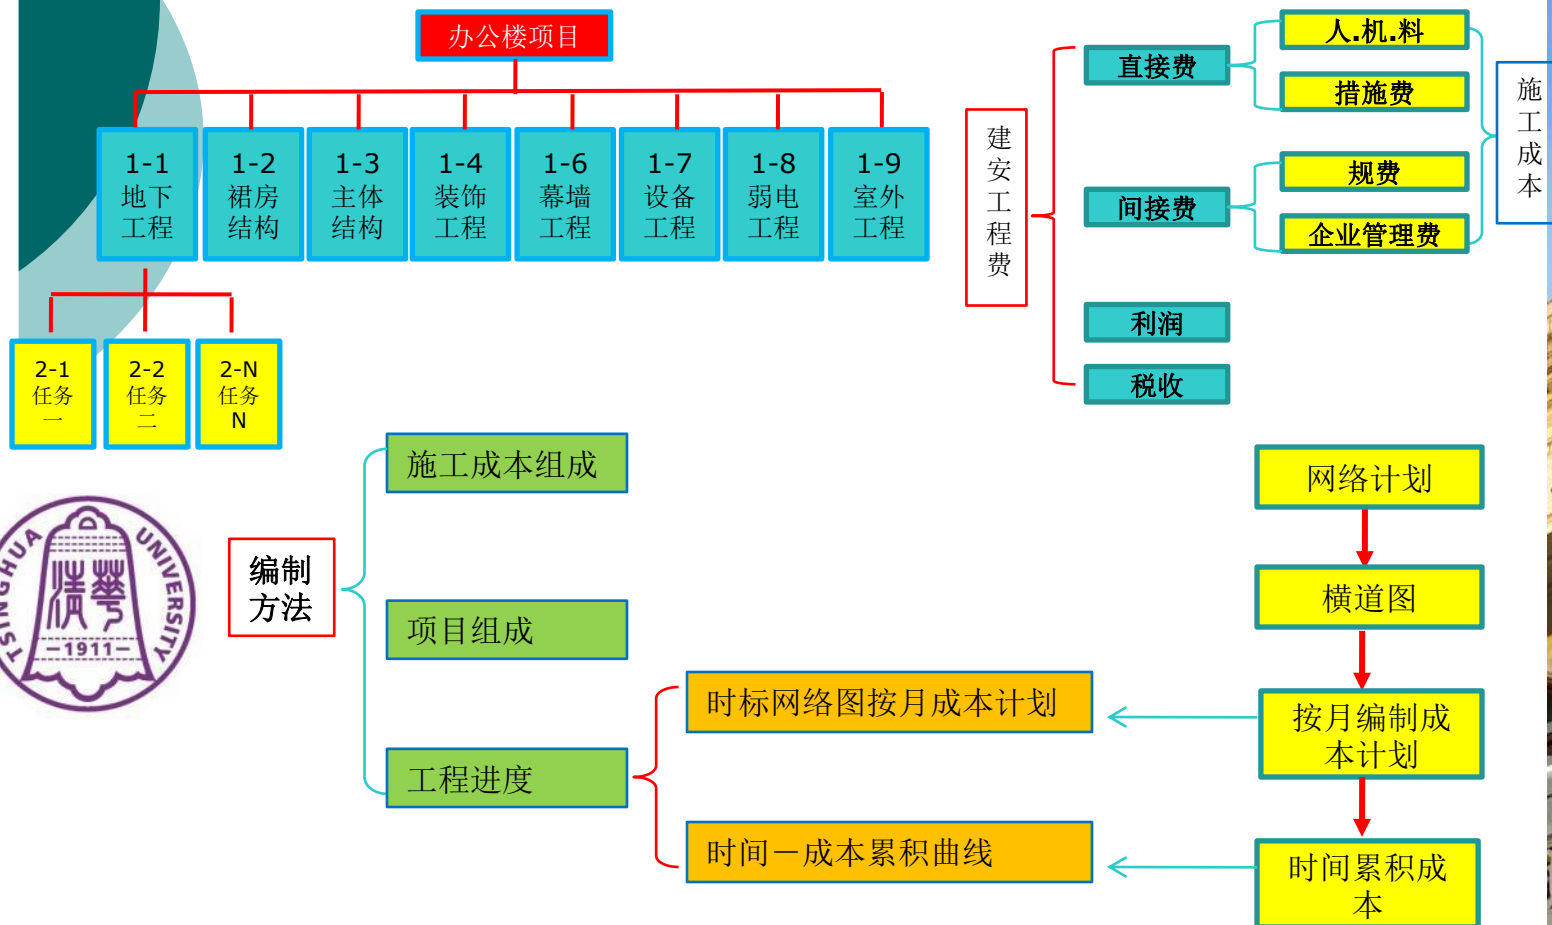 办公楼项目
1-1
地下
工程
1-2
裙房
结构
1-3
主体
结构
1-4
装饰
工程
1-6
幕墙
工程
1-7
设备
工程
1-8
弱电
工程
1-9
室外
工程
2-1
任务
一
2-2
任务
二
2-N
任务
N
建
安
工
程
费
直接费
间接费
利润
税收
人.机.料
措施费
规费
企业管理费
施
工
成
本
编制
方法
施工成本组成
项目组成
工程进度
时标网络图按月成本计划
时间－成本累积曲线
网络计划
横道图
按月编制成
本计划
时间累积成
本
TSINGHUA UNIVERSITY
清華
–1911–